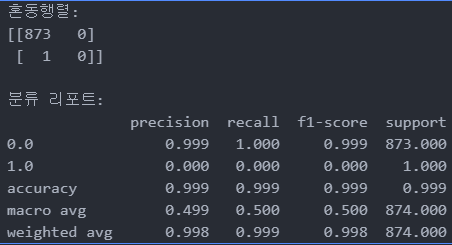 혼동행렬:
[[873   0]
 [  1   0]]
분류 리포트:
              precision  recall  f1-score  support
0.0               0.999   1.000     0.999  873.000
1.0               0.000   0.000     0.000    1.000
accuracy          0.999   0.999     0.999    0.999
macro avg         0.499   0.500     0.500  874.000
weighted avg      0.998   0.999     0.998  874.000